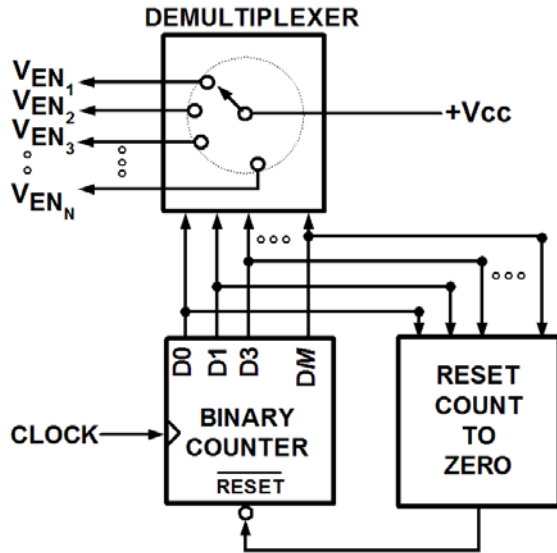 DEMULTIPLEXER
VEN1
VEN2
VEN3
VENN
+Vcc
D0
D1
D3
DM
CLOCK
BINARY
COUNTER
RESET
RESET
COUNT
TO
ZERO